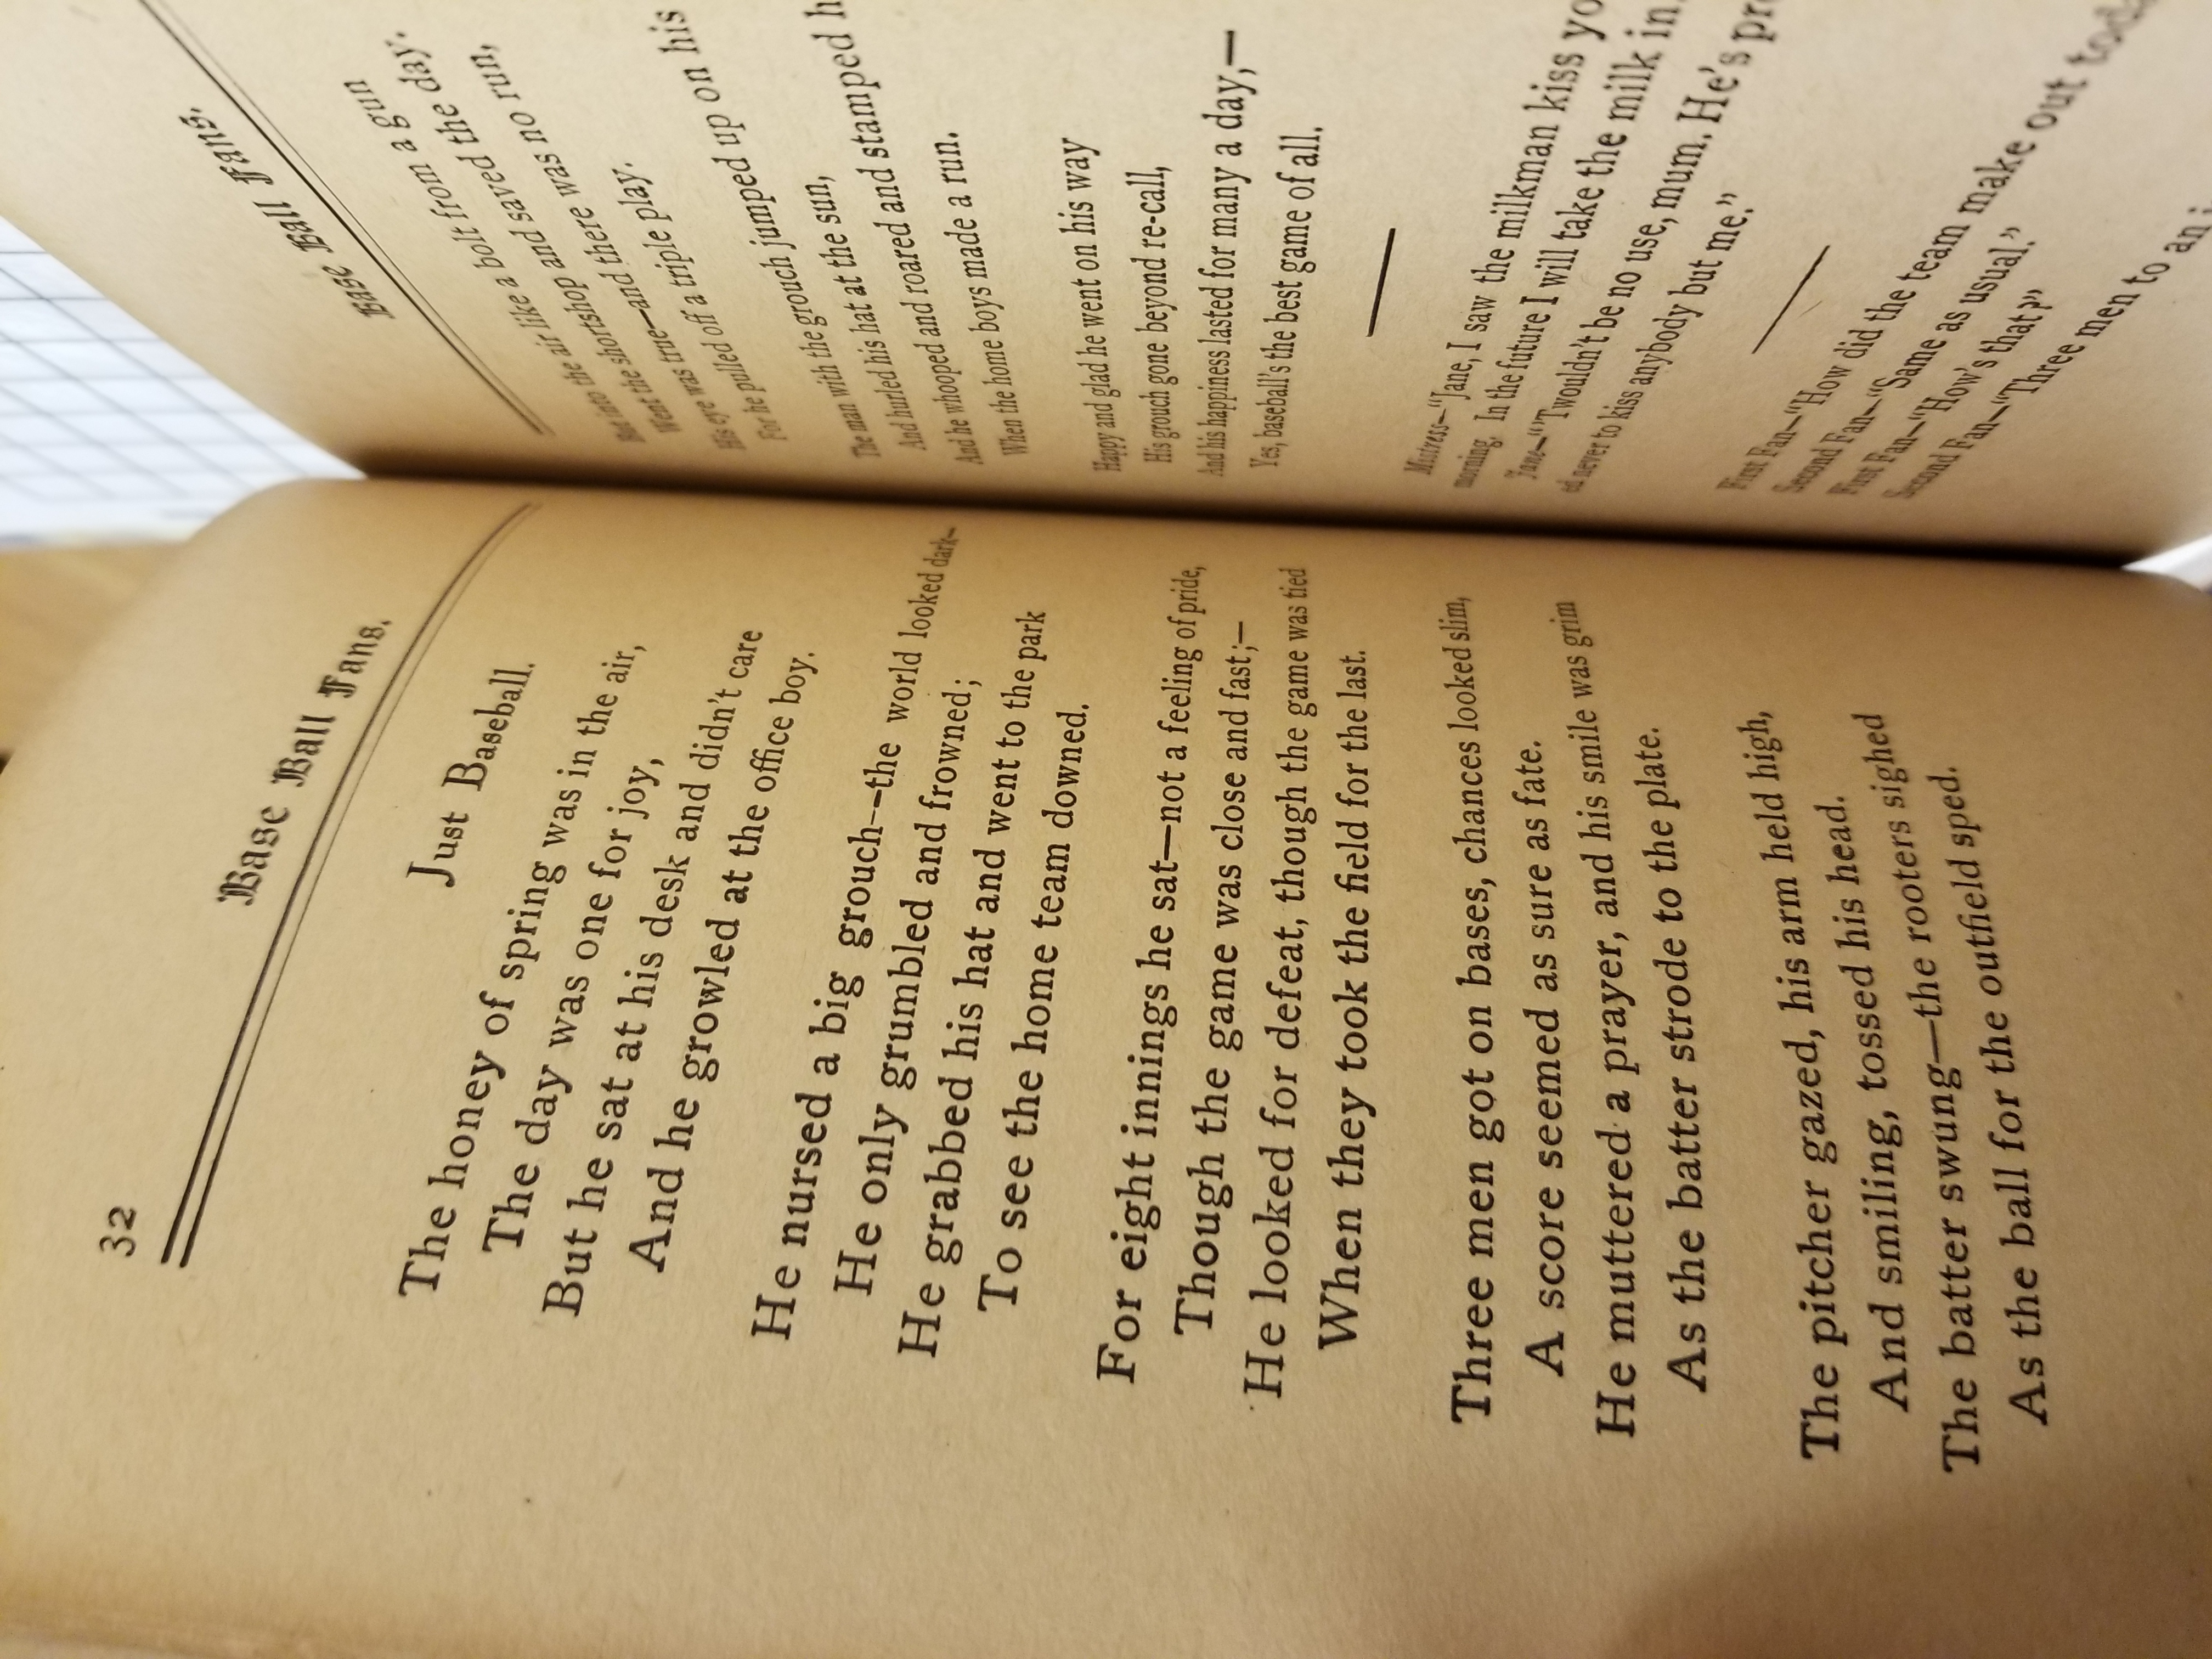 32
Base Ball Fans.
Just Baseball.
The honey of spring was in the air,
The day was one for joy,
But he sat at his desk and didn't care
And he growled at the office boy.
He nursed a big grouch--the world looked dark—
He only grumbled and frowned;
He grabbed his hat and went to the park
To see the home team downed.
For eight innings he sat—not a feeling of pride,
Though the game was close and fast;—
He looked for defeat, though the game was tied
When they took the field for the last.
Three men got on bases, chances looked slim,
A score seemed as sure as fate.
He muttered a prayer, and his smile was grim
As the batter strode to the plate.
The pitcher gazed, his arm held high,
And smiling, tossed his head.
The batter swung—the rooters sighed
As the ball for the outfield sped.
Base Ball Fans.
But into the air like a bolt from a gun
Went the shortshop and saved the day.
His eye was true—and there was no run,
For he pulled off a triple play.
The man with the grouch jumped up on his
And hurled his hat at the sun,
And he whooped and roared and stamped h
When the home boys made a run.
Happy and glad he went on his way
His grouch gone beyond re-call,
And his happiness lasted for many a day,—
Yes, baseball's the best game of all.
Mistress—"Jane, I saw the milkman kiss yo
morning. In the future I will take the milk in
Jane—"'Twouldn't be no use, mum. He's pr
ed never to kiss anybody but me."
First Fan—"How did the team make out toda
Second Fan—"Same as usual."
First Fan—"How's that?"
Second Fan—"Three men to an i